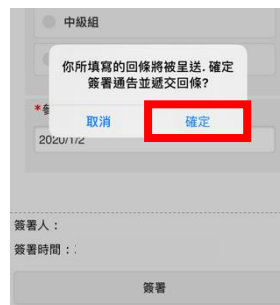 中級組
你所填寫的回條將被呈送. 確定
簽署通告並遞交回條?
取消
確定
*
2020/1/2
簽署人：
簽署時間：
簽署